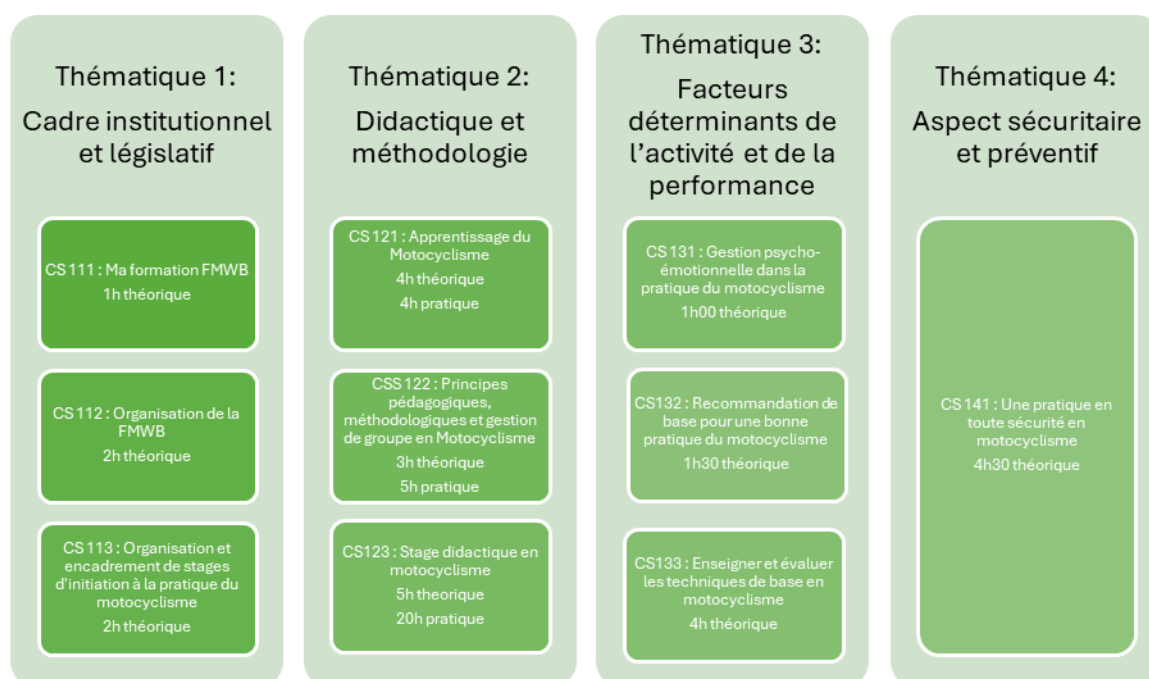 Thématique 1:
Cadre institutionnel
et législatif
CS 111 : Ma formation FMWB
1h théorique
CS 112 : Organisation de la
FMWB
2h théorique
CS 113 : Organisation et
encadrement de stages
d'initiation à la pratique du
motocyclisme
2h théorique
Thématique 2:
Didactique et
méthodologie
CS 121 : Apprentissage du
Motocyclisme
4h théorique
4h pratique
CSS 122 : Principes
pédagogiques,
méthodologiques et gestion
de groupe en Motocyclisme
3h théorique
5h pratique
CS123 : Stage didactique en
motocyclisme
5h theorique
20h pratique
Thématique 3:
Facteurs
déterminants de
l'activité et de la
performance
CS 131 : Gestion psycho-
émotionnelle dans la
pratique du motocyclisme
1h00 théorique
CS132 : Recommandation de
base pour une bonne
pratique du motocyclisme
1h30 théorique
CS133 : Enseigner et évaluer
les techniques de base en
motocyclisme
4h théorique
Thématique 4:
Aspect sécuritaire
et préventif
CS 141 : Une pratique en
toute sécurité en
motocyclisme
4h30 théorique